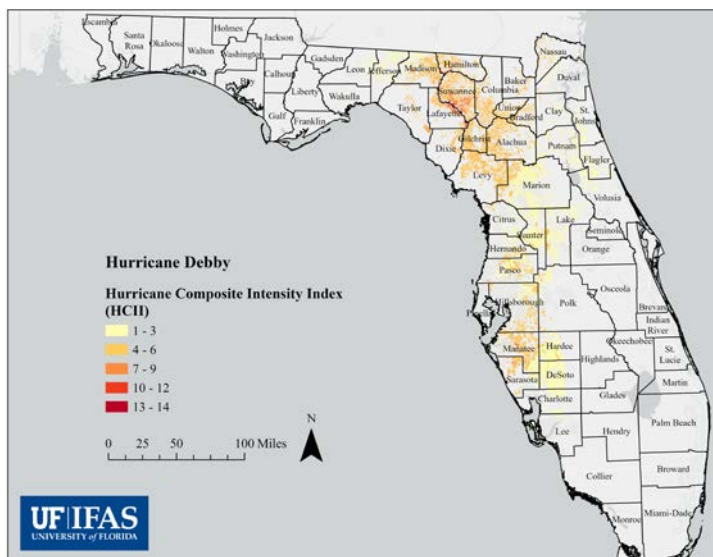 Escambia
Santa
Rosa
Okaloosa
Walton
Holmes
Washington
Jackson
Bay
Calhoun
Gulf
Liberty
Gadsden
Franklin
Leon
Wakulla
Jefferson
Madison
Taylor
Hamilton
Suwannee
Lafayette
Dixie
Columbia
Gilchrist
Levy
Baker
Union
Bradford
Alachua
Nassau
Duval
Clay
St.
Johns
Putnam
Flagler
Marion
Volusia
Citrus
Sumter
Lake
Hernando
Seminole
Orange
Pasco
Hillsborough
Polk
Osceola
Brevard
Indian
River
Manatee
Hardee
Highlands
Okeechobee
St.
Lucie
Sarasota
DeSoto
Martin
Charlotte
Glades
Lee
Hendry
Palm Beach
Collier
Broward
Monroe
Miami-Dade
Hurricane Debby
Hurricane Composite Intensity Index
(HCII)
1 - 3
4 - 6
7 - 9
10 - 12
13 - 14
N
0 25 50 100 Miles
UF|IFAS
UNIVERSITY of FLORIDA